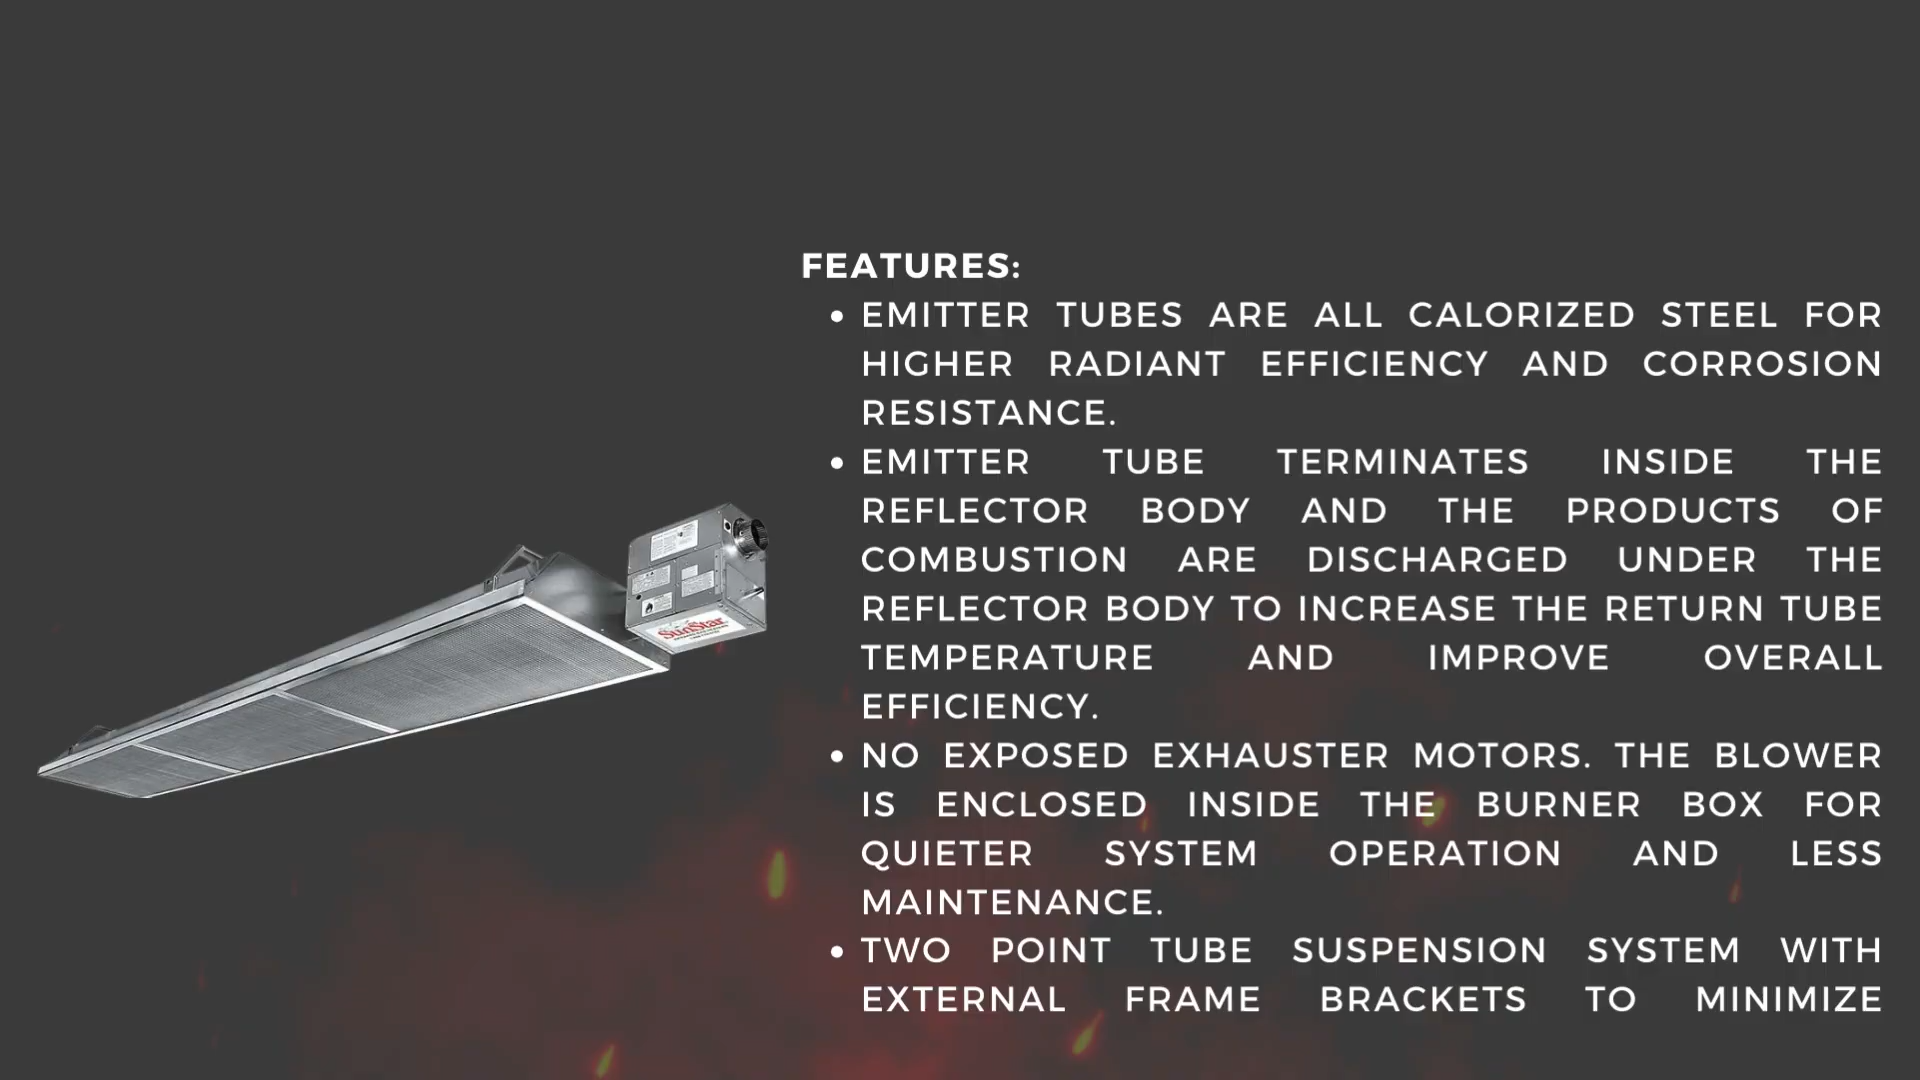 FEATURES:
• EMITTER TUBES ARE ALL CALORIZED STEEL FOR
HIGHER RADIANT EFFICIENCY AND CORROSION
RESISTANCE.
• EMITTER TUBE TERMINATES INSIDE THE
REFLECTOR BODY AND THE PRODUCTS OF
COMBUSTION ARE DISCHARGED UNDER THE
REFLECTOR BODY TO INCREASE THE RETURN TUBE
TEMPERATURE AND IMPROVE OVERALL
EFFICIENCY.
• NO EXPOSED EXHAUSTER MOTORS. THE BLOWER
IS ENCLOSED INSIDE THE BURNER BOX FOR
QUIETER SYSTEM OPERATION AND LESS
MAINTENANCE.
• TWO POINT TUBE SUSPENSION SYSTEM WITH
EXTERNAL FRAME BRACKETS TO MINIMIZE
SunStar